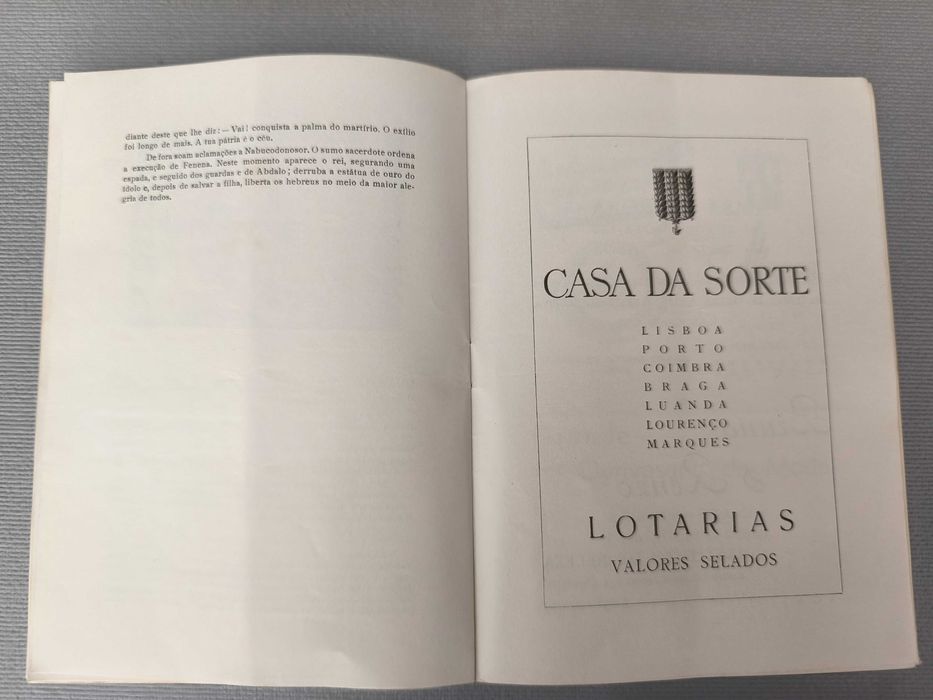 diante deste que lhe diz: — Vai! conquista a palma do martírio. O exílio
foi longo de mais. A tua pátria é o céu.
De fora soam aclamações a Nabucodonosor. O sumo sacerdote ordena
a execução de Fenena. Neste momento aparece o rei, segurando uma
espada, e seguido dos guardas e de Abdalo; derruba a estátua de ouro do
ídolo e, depois de salvar a filha, liberta os hebreus no meio da maior ale-
gria de todos.
CASA DA SORTE
LISBOA
PORTO
COIMBRA
BRAGA
LUANDA
LOURENÇO
MARQUES
LOTARIAS
VALORES SELADOS